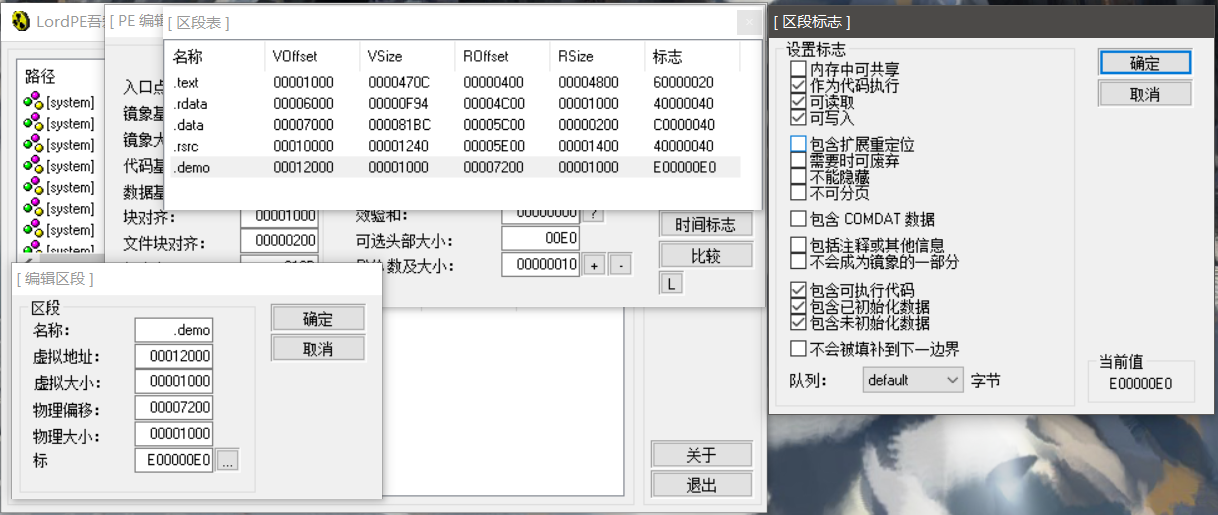 LordPE吾
[ PE 编辑
[ 区段表 ]
名称 VOffset VSize ROffset RSize 标志
.text 00001000 0000470C 00000400 00004800 60000020
.rdata 00006000 00000F94 00004C00 00001000 40000040
.data 00007000 000081BC 00005C00 00000200 C0000040
.rsrc 00010000 00001240 00005E00 00001400 40000040
.demo 00012000 00001000 00007200 00001000 E00000E0
路径
[system]
[system]
[system]
[system]
[system]
[system]
[system]
[system]
入口点
镜象基
镜象大
代码基
数据基
块对齐: 00001000
文件块对齐: 00000200
效验和: 00000000 ?
可选头部大小: 00E0
数及大小: 00000010 + -
时间标志
比较
L
[ 编辑区段 ]
区段
名称: .demo
虚拟地址: 00012000
虚拟大小: 00001000
物理偏移: 00007200
物理大小: 00001000
标 E00000E0 ...
确定
取消
关于
退出
[ 区段标志 ]
设置标志
内存中可共享
作为代码执行
可读取
可写入
包含扩展重定位
需要时可废弃
不能隐藏
不可分页
包含 COMDAT 数据
包括注释或其他信息
不会成为镜象的一部分
包含可执行代码
包含已初始化数据
包含未初始化数据
不会被填补到下一边界
队列: default 字节
确定
取消
当前值
E00000E0